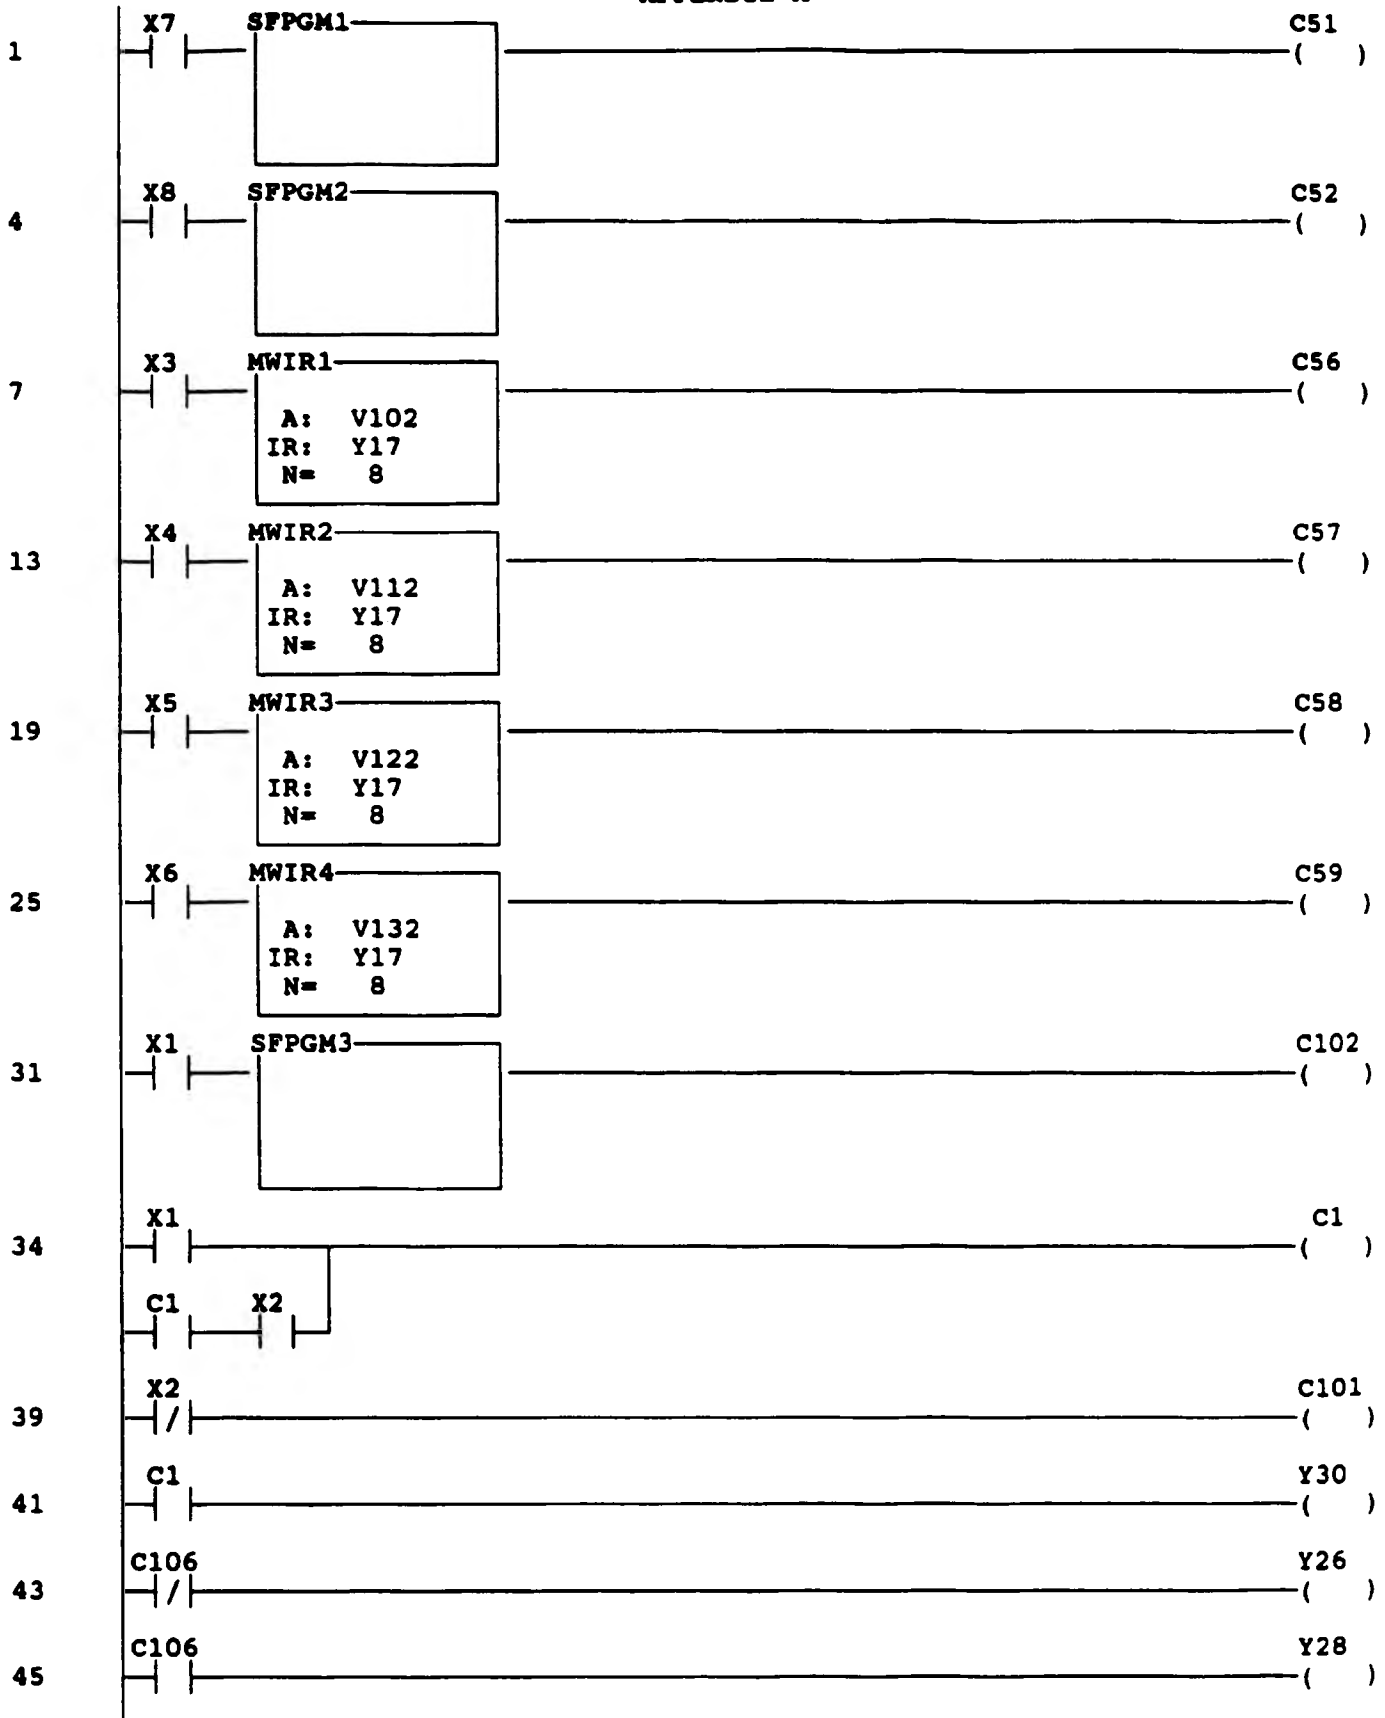 X7 SFPGM1 C51
1 ( )
X8 SFPGM2 C52
4 ( )
X3 MWIR1 C56
7 ( )
A: V102
IR: Y17
N= 8
X4 MWIR2 C57
13 ( )
A: V112
IR: Y17
N= 8
X5 MWIR3 C58
19 ( )
A: V122
IR: Y17
N= 8
X6 MWIR4 C59
25 ( )
A: V132
IR: Y17
N= 8
X1 SFPGM3 C102
31 ( )
X1 C1
34 ( )
C1 X2
X2 C101
39 / ( )
C1 Y30
41 ( )
C106 Y26
43 / ( )
C106 Y28
45 ( )